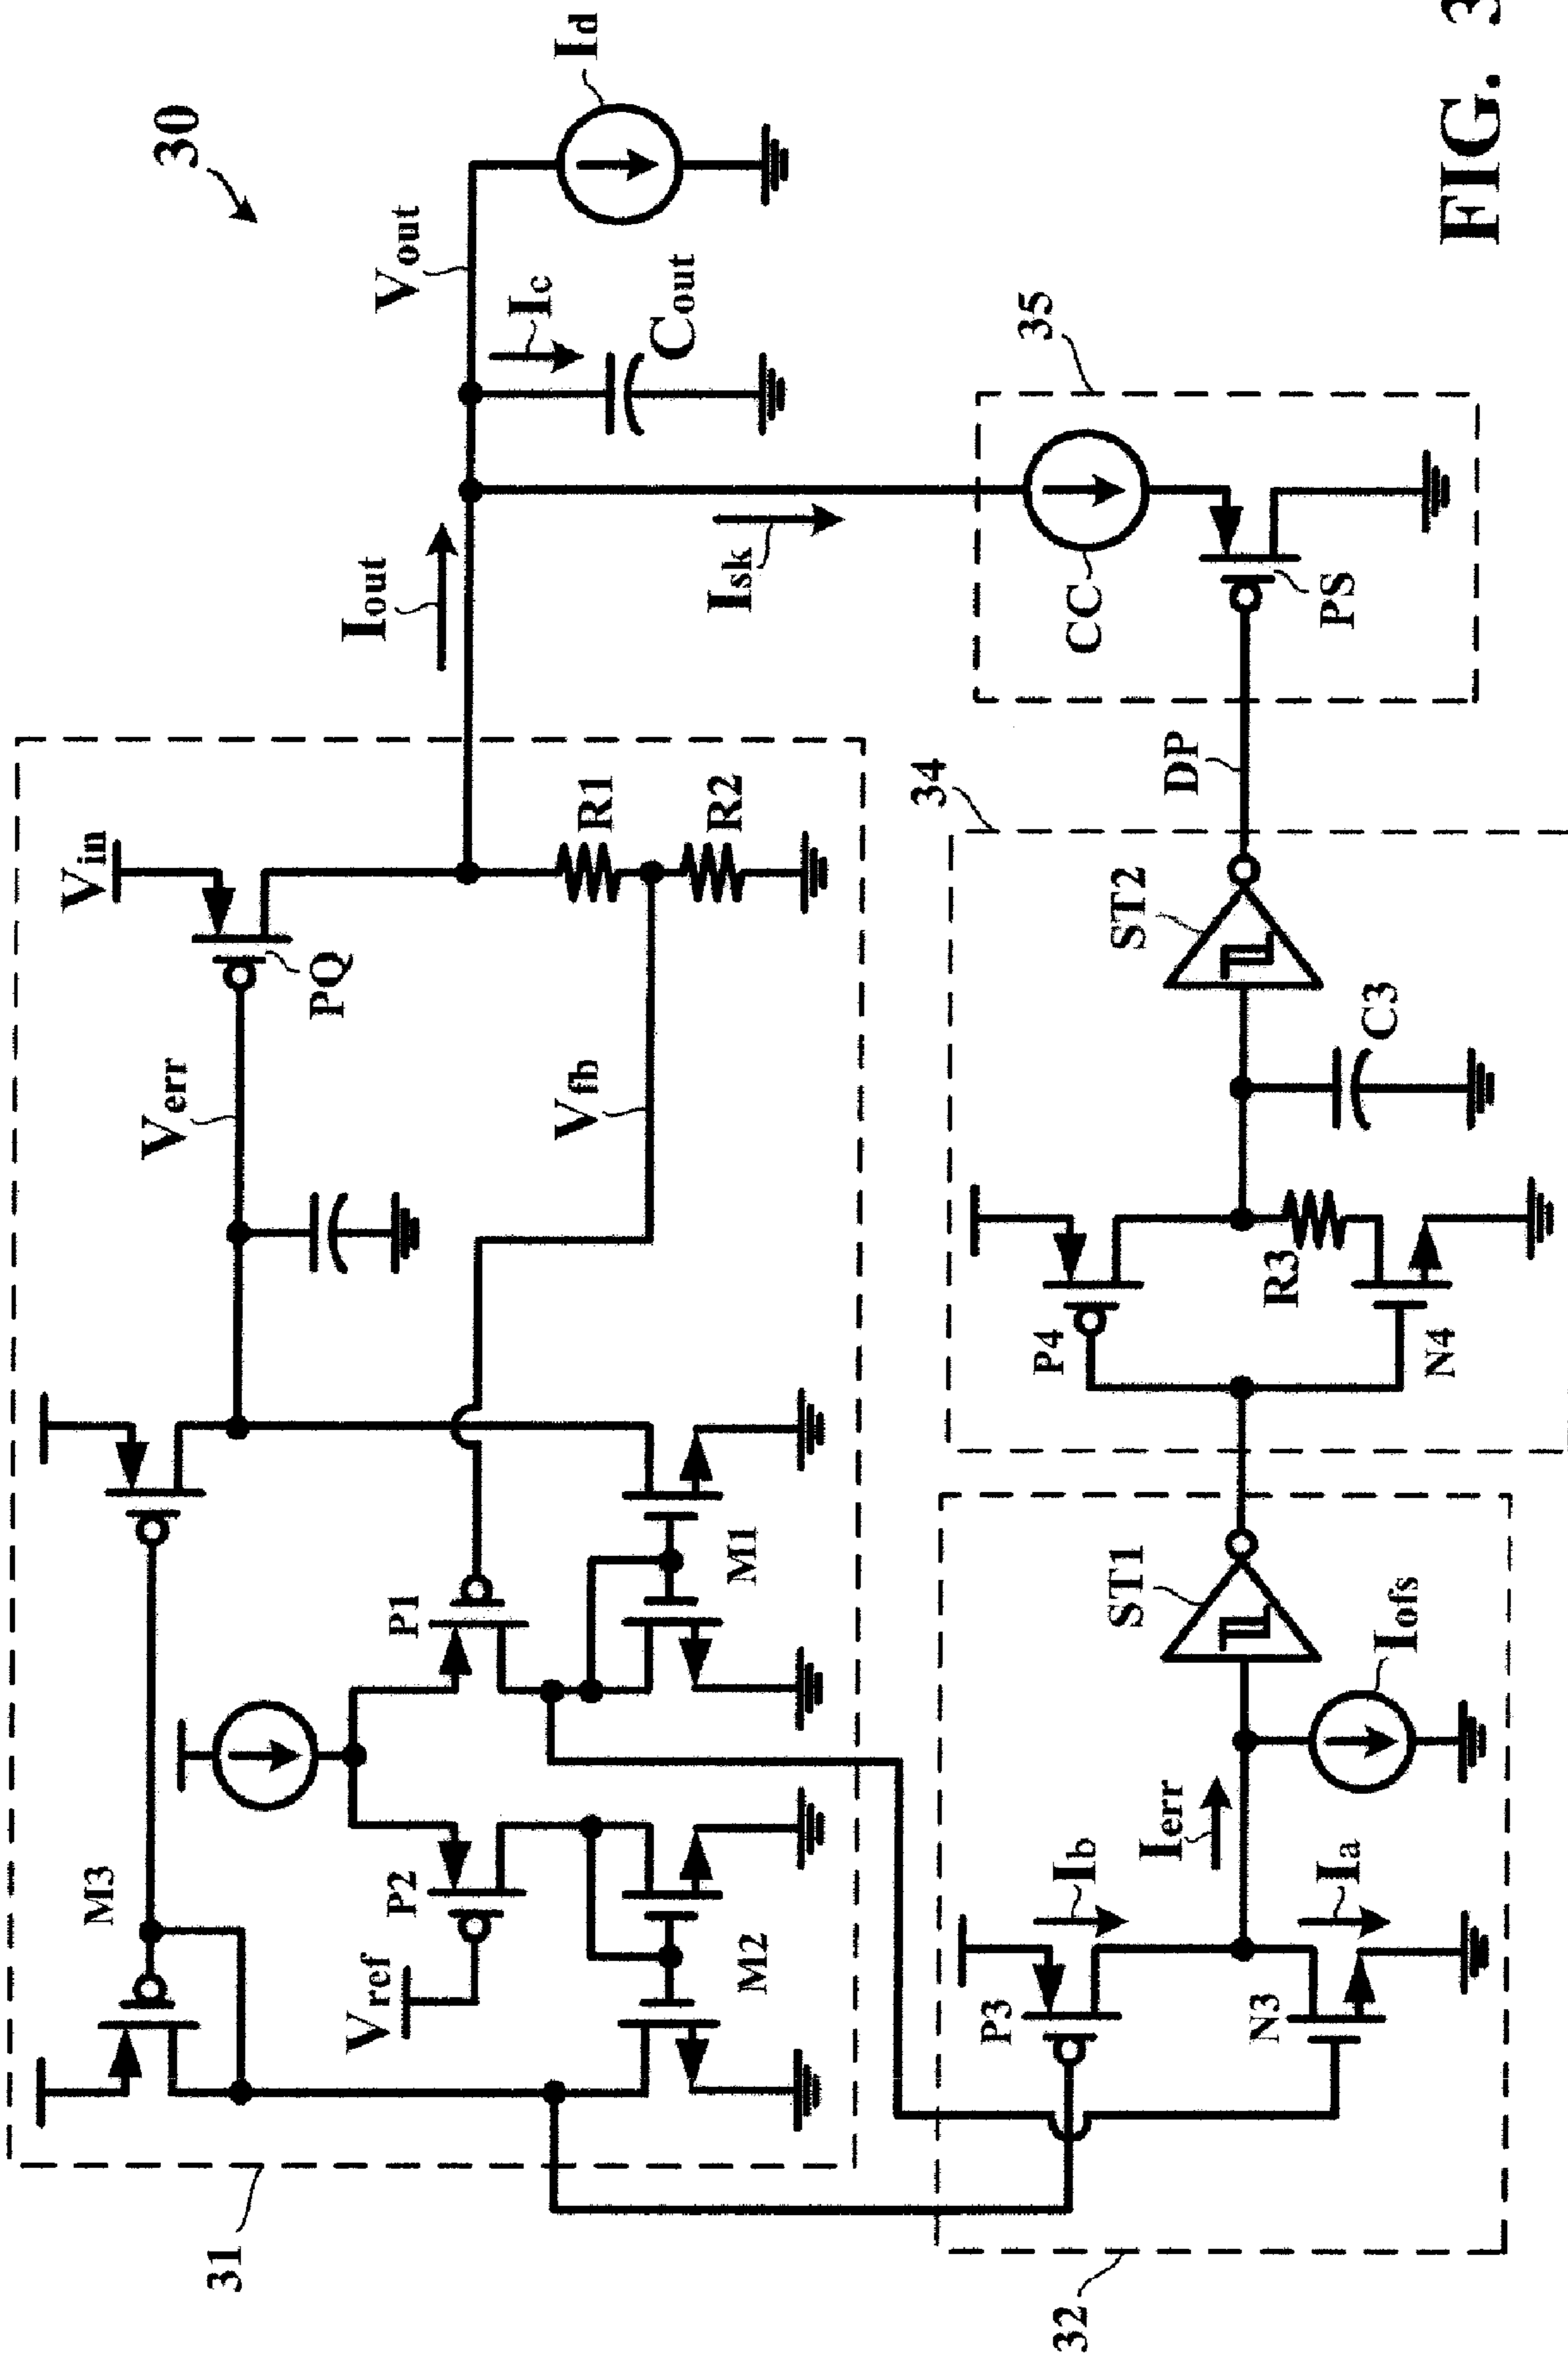 30
31
M3
Verr
Vin
PQ
Iout
Vout
Id
Vref
P2
P1
Vfb
R1
R2
Ic
Cout
M2
M1
Isk
32
P3
Ib
Ierr
N3
Ia
ST1
Iofs
34
P4
N4
R3
ST2
C3
DP
35
CC
PS
FIG. 3